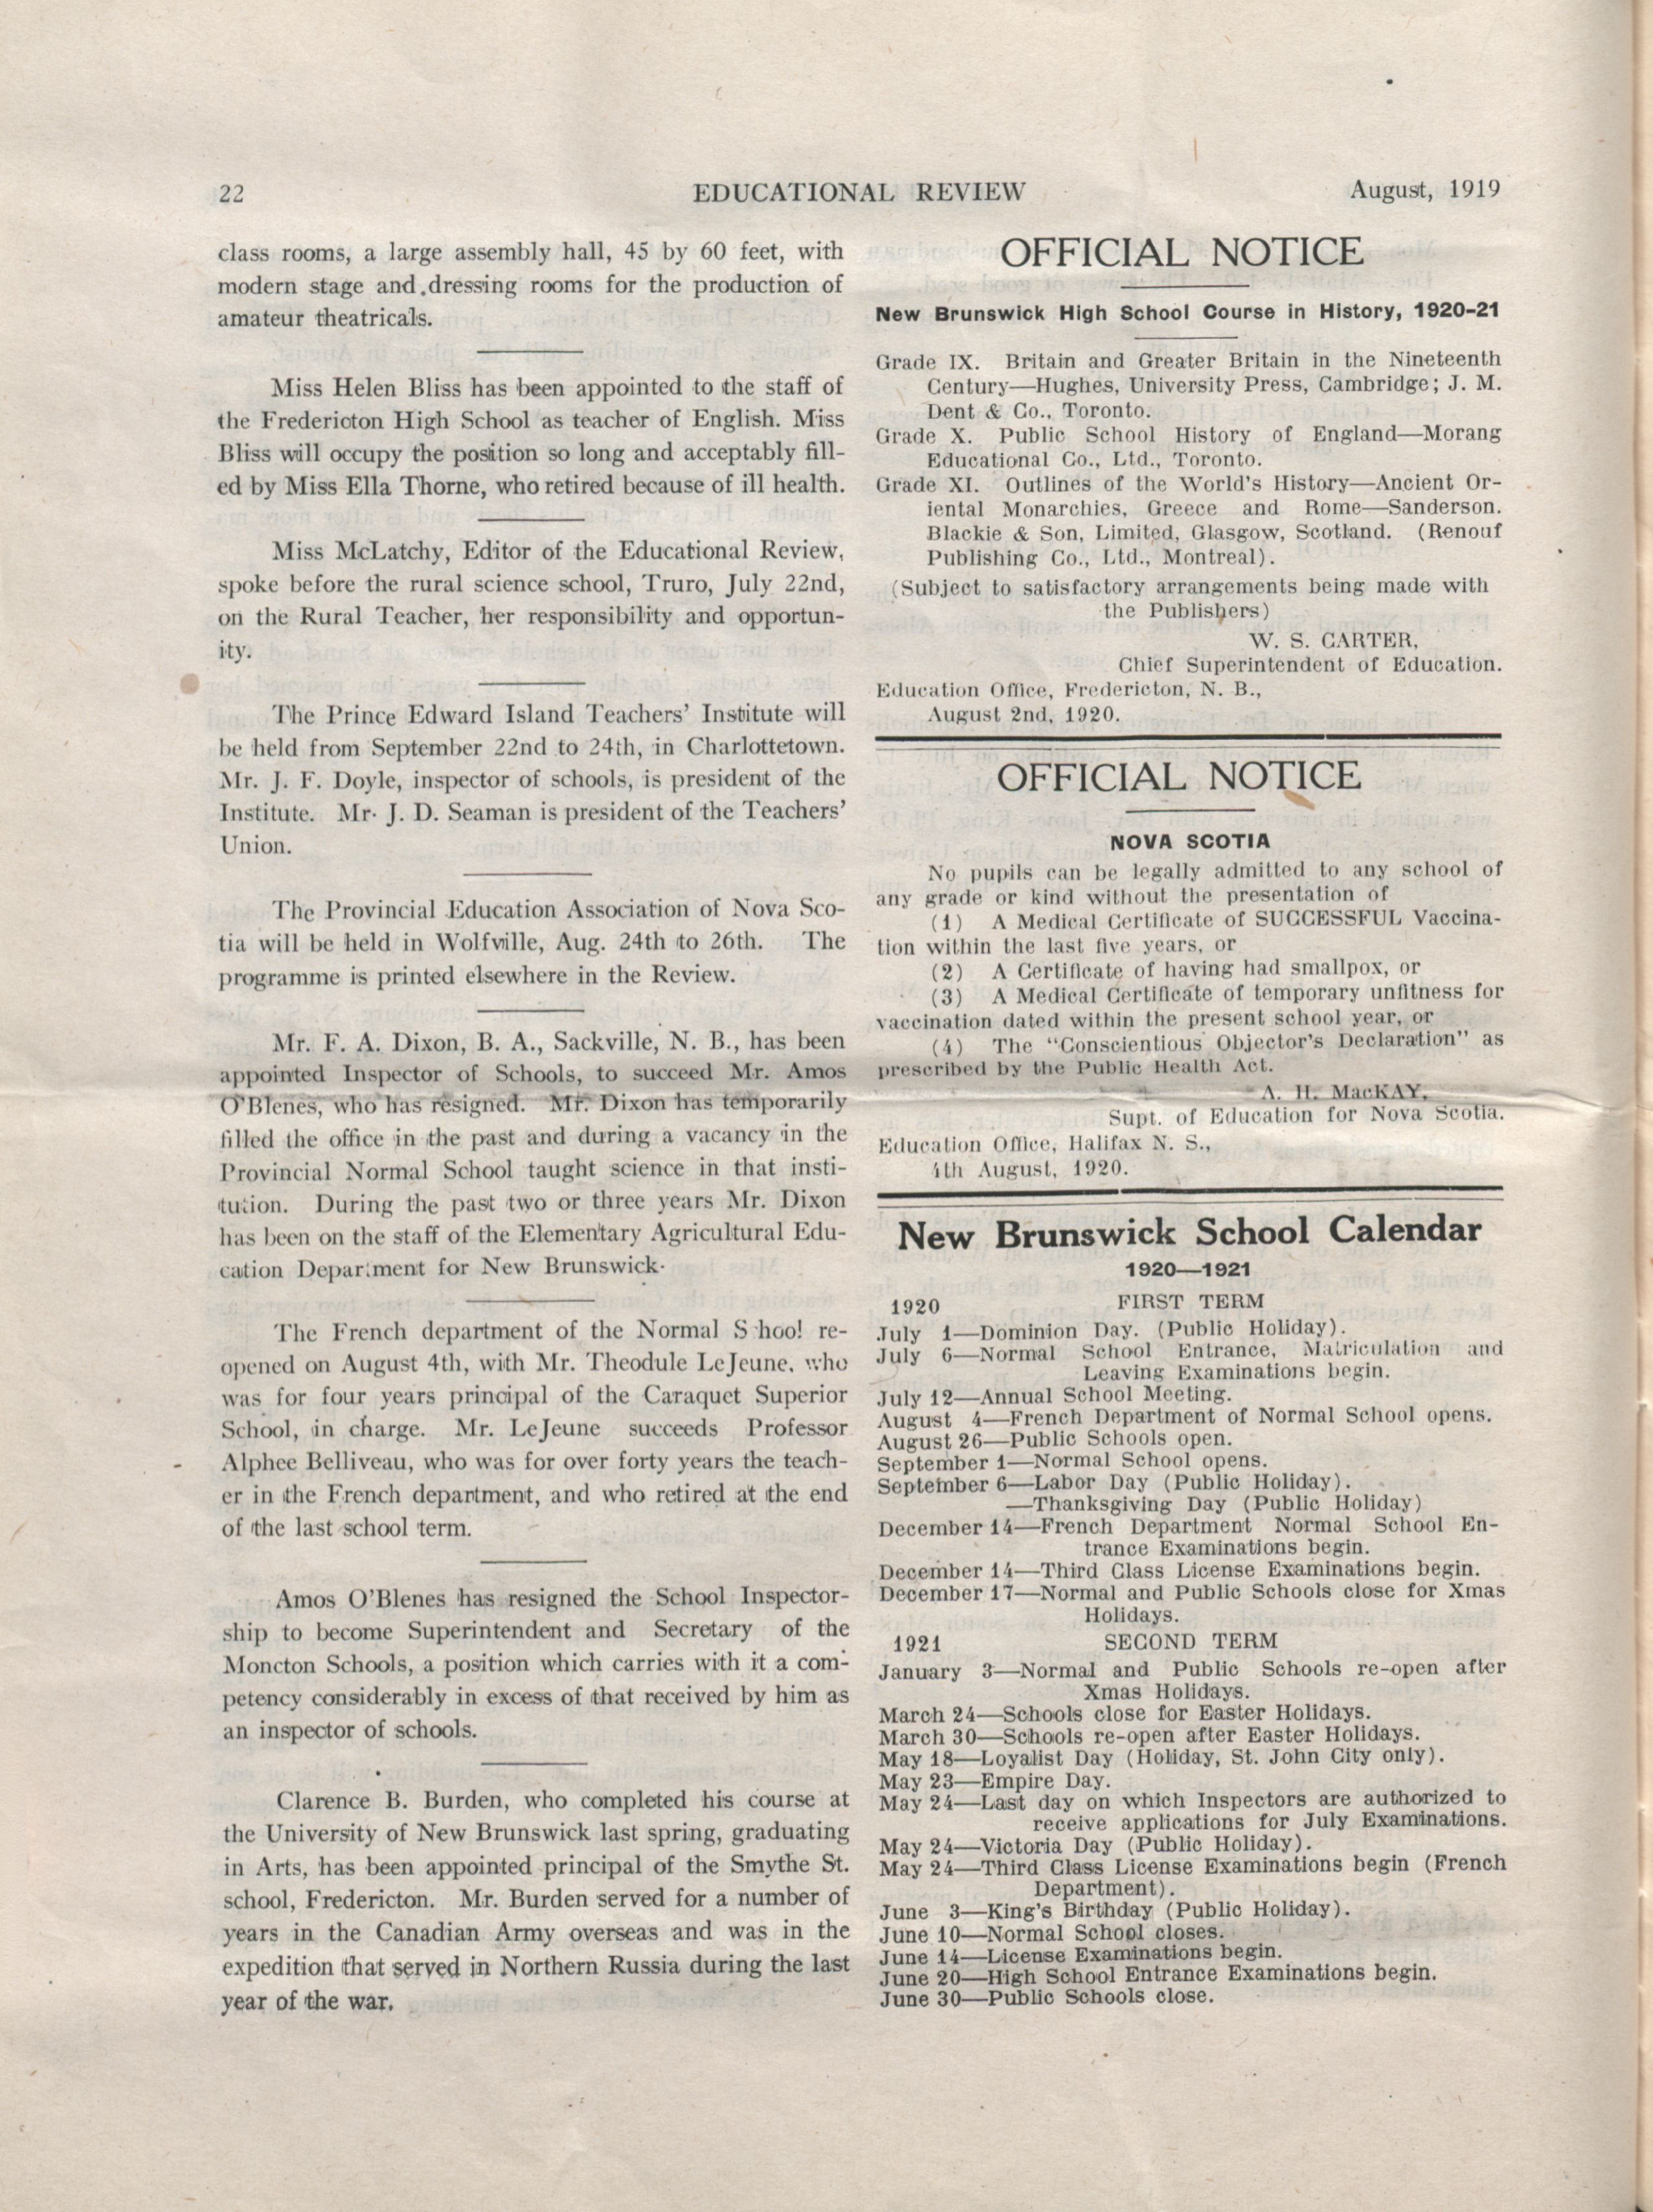 22
EDUCATIONAL REVIEW
August, 1919
class rooms, a large assembly hall, 45 by 60 feet, with
modern stage and dressing rooms for the production of
amateur theatricals.
Miss Helen Bliss has been appointed to the staff of
the Fredericton High School as teacher of English. Miss
Bliss will occupy the position so long and acceptably fill-
ed by Miss Ella Thorne, who retired because of ill health.
Miss McLatchy, Editor of the Educational Review,
spoke before the rural science school, Truro, July 22nd,
on the Rural Teacher, her responsibility and opportun-
ity.
The Prince Edward Island Teachers' Institute will
be held from September 22nd to 24th, in Charlottetown.
Mr. J. F. Doyle, inspector of schools, is president of the
Institute. Mr. J. D. Seaman is president of the Teachers'
Union.
The Provincial Education Association of Nova Sco-
tia will be held in Wolfville, Aug. 24th to 26th. The
programme is printed elsewhere in the Review.
Mr. F. A. Dixon, B. A., Sackville, N. B., has been
appointed Inspector of Schools, to succeed Mr. Amos
O'Blenes, who has resigned. Mr. Dixon has temporarily
filled the office in the past and during a vacancy in the
Provincial Normal School taught science in that insti-
tution. During the past two or three years Mr. Dixon
has been on the staff of the Elementary Agricultural Edu-
cation Department for New Brunswick.
The French department of the Normal S hool re-
opened on August 4th, with Mr. Theodule LeJeune, who
was for four years principal of the Caraquet Superior
School, in charge. Mr. LeJeune succeeds Professor
Alphee Belliveau, who was for over forty years the teach-
er in the French department, and who retired at the end
of the last school term.
Amos O'Blenes has resigned the School Inspector-
ship to become Superintendent and Secretary of the
Moncton Schools, a position which carries with it a com-
petency considerably in excess of that received by him as
an inspector of schools.
Clarence B. Burden, who completed his course at
the University of New Brunswick last spring, graduating
in Arts, has been appointed principal of the Smythe St.
school, Fredericton. Mr. Burden served for a number of
years in the Canadian Army overseas and was in the
expedition that served in Northern Russia during the last
year of the war.
OFFICIAL NOTICE
New Brunswick High School Course in History, 1920-21
Grade IX. Britain and Greater Britain in the Nineteenth
Century—Hughes, University Press, Cambridge; J. M.
Dent & Co., Toronto.
Grade X. Public School History of England—Morang
Educational Co., Ltd., Toronto.
Grade XI. Outlines of the World's History—Ancient Or-
iental Monarchies, Greece and Rome—Sanderson.
Blackie & Son, Limited, Glasgow, Scotland. (Renouf
Publishing Co., Ltd., Montreal).
(Subject to satisfactory arrangements being made with
the Publishers)
W. S. CARTER,
Chief Superintendent of Education.
Education Office, Fredericton, N. B.,
August 2nd, 1920.
OFFICIAL NOTICE
NOVA SCOTIA
No pupils can be legally admitted to any school of
any grade or kind without the presentation of
(1) A Medical Certificate of SUCCESSFUL Vaccina-
tion within the last five years, or
(2) A Certificate of having had smallpox, or
(3) A Medical Certificate of temporary unfitness for
vaccination dated within the present school year, or
(4) The "Conscientious Objector's Declaration" as
prescribed by the Public Health Act.
A. H. MacKAY,
Supt. of Education for Nova Scotia.
Education Office, Halifax N. S.,
4th August, 1920.
New Brunswick School Calendar
1920—1921
1920 FIRST TERM
July 1—Dominion Day. (Public Holiday).
July 6—Normal School Entrance, Matriculation and
Leaving Examinations begin.
July 12—Annual School Meeting.
August 4—French Department of Normal School opens.
August 26—Public Schools open.
September 1—Normal School opens.
September 6—Labor Day (Public Holiday).
—Thanksgiving Day (Public Holiday)
December 14—French Department Normal School En-
trance Examinations begin.
December 14—Third Class License Examinations begin.
December 17—Normal and Public Schools close for Xmas
Holidays.
1921 SECOND TERM
January 3—Normal and Public Schools re-open after
Xmas Holidays.
March 24—Schools close for Easter Holidays.
March 30—Schools re-open after Easter Holidays.
May 18—Loyalist Day (Holiday, St. John City only).
May 23—Empire Day.
May 24—Last day on which Inspectors are authorized to
receive applications for July Examinations.
May 24—Victoria Day (Public Holiday).
May 24—Third Class License Examinations begin (French
Department).
June 3—King's Birthday (Public Holiday).
June 10—Normal School closes.
June 14—License Examinations begin.
June 20—High School Entrance Examinations begin.
June 30—Public Schools close.